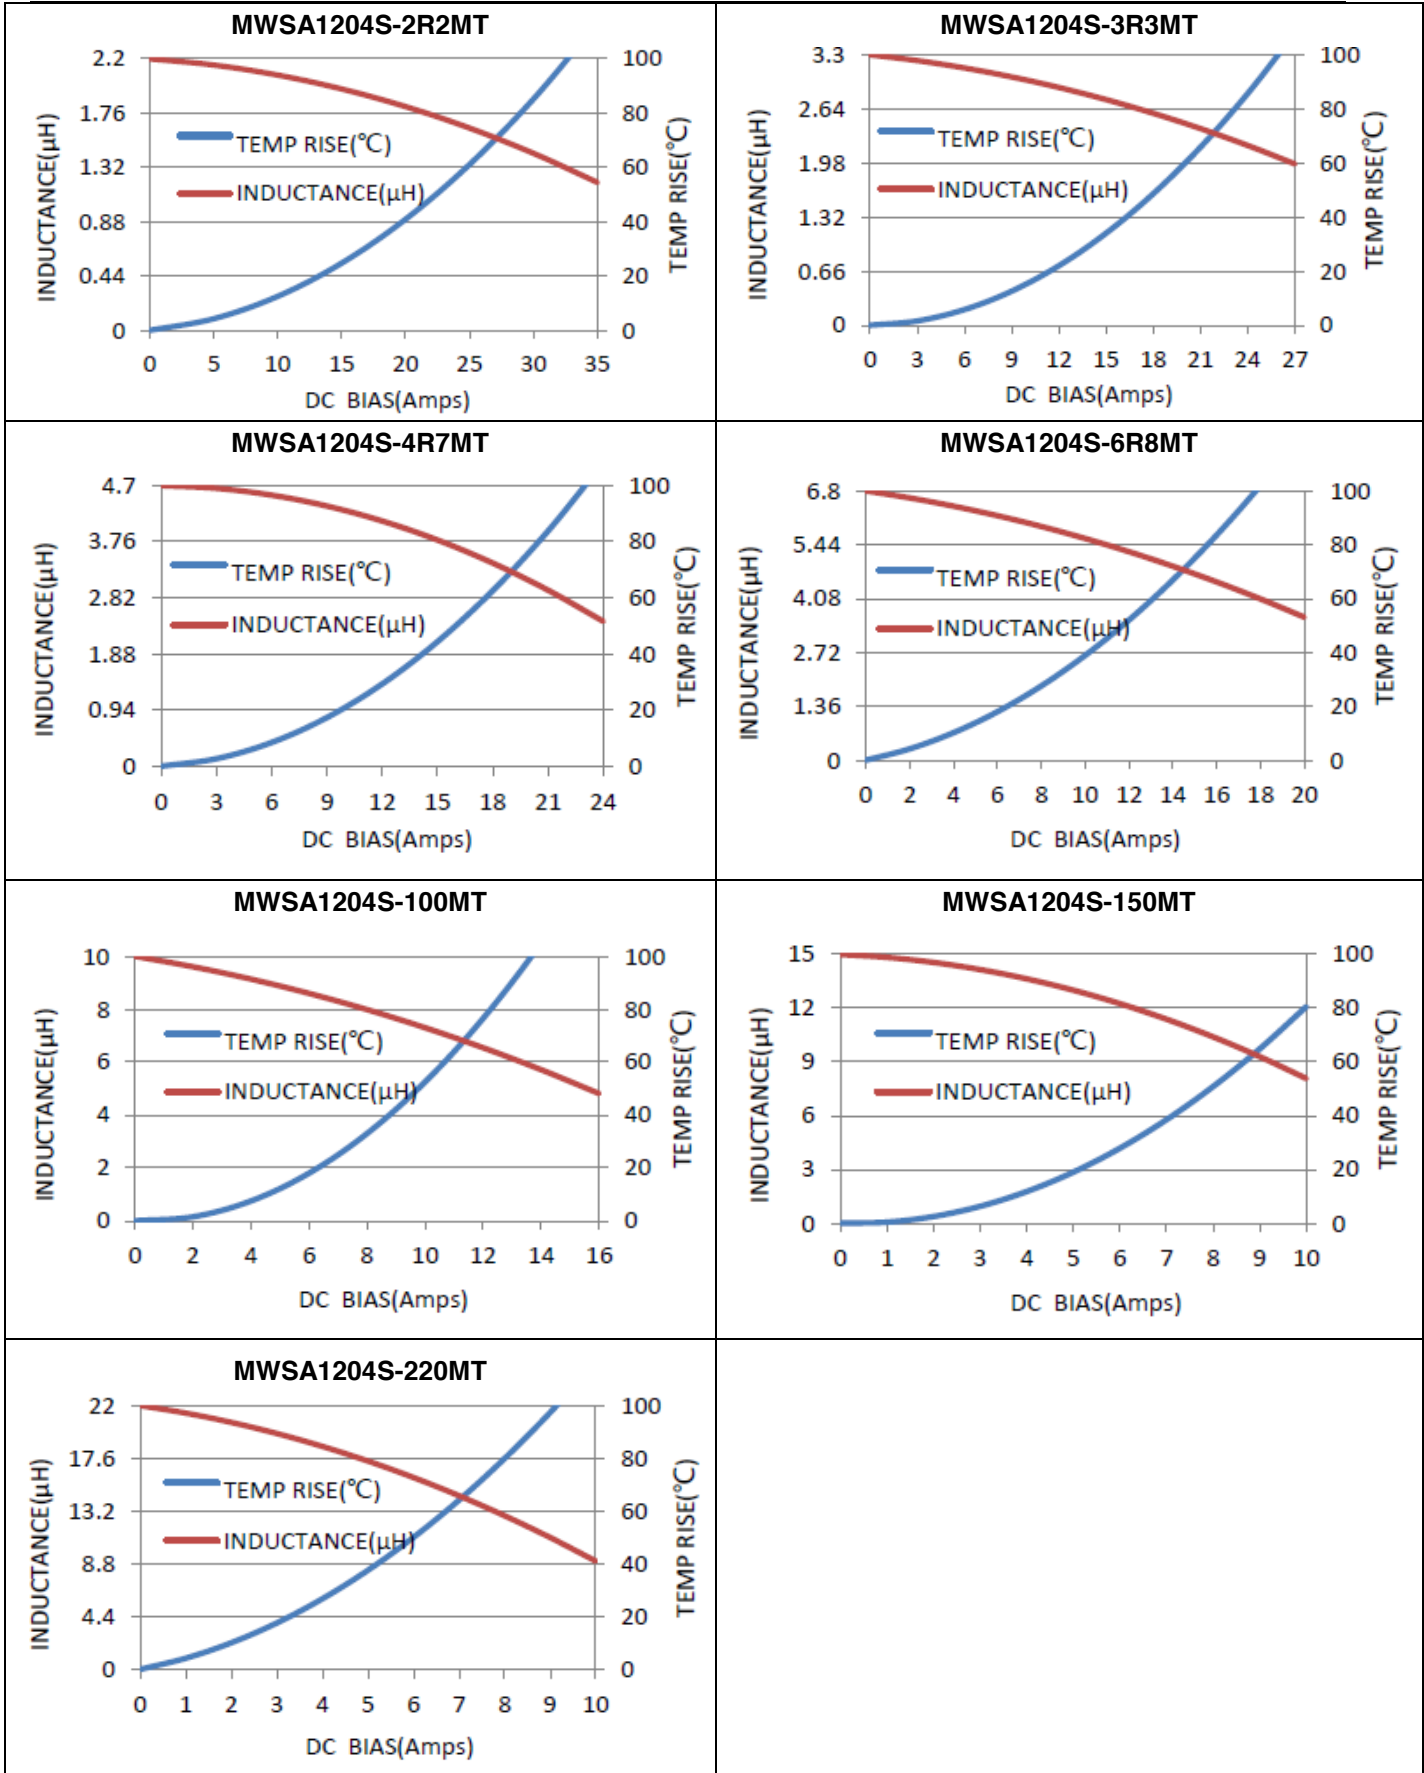 MWSA1204S-2R2MT
2.2
1.76
1.32
0.88
0.44
0
100
80
60
40
20
0
INDUCTANCE(µH)
TEMP RISE(℃)
TEMP RISE(℃)
INDUCTANCE(µH)
0 5 10 15 20 25 30 35
DC BIAS(Amps)
MWSA1204S-3R3MT
3.3
2.64
1.98
1.32
0.66
0
100
80
60
40
20
0
INDUCTANCE(µH)
TEMP RISE(℃)
TEMP RISE(℃)
INDUCTANCE(µH)
0 3 6 9 12 15 18 21 24 27
DC BIAS(Amps)
MWSA1204S-4R7MT
4.7
3.76
2.82
1.88
0.94
0
100
80
60
40
20
0
INDUCTANCE(µH)
TEMP RISE(℃)
TEMP RISE(℃)
INDUCTANCE(µH)
0 3 6 9 12 15 18 21 24
DC BIAS(Amps)
MWSA1204S-6R8MT
6.8
5.44
4.08
2.72
1.36
0
100
80
60
40
20
0
INDUCTANCE(µH)
TEMP RISE(℃)
TEMP RISE(℃)
INDUCTANCE(µH)
0 2 4 6 8 10 12 14 16 18 20
DC BIAS(Amps)
MWSA1204S-100MT
10
8
6
4
2
0
100
80
60
40
20
0
INDUCTANCE(µH)
TEMP RISE(℃)
TEMP RISE(℃)
INDUCTANCE(µH)
0 2 4 6 8 10 12 14 16
DC BIAS(Amps)
MWSA1204S-150MT
15
12
9
6
3
0
100
80
60
40
20
0
INDUCTANCE(µH)
TEMP RISE(℃)
TEMP RISE(℃)
INDUCTANCE(µH)
0 1 2 3 4 5 6 7 8 9 10
DC BIAS(Amps)
MWSA1204S-220MT
22
17.6
13.2
8.8
4.4
0
100
80
60
40
20
0
INDUCTANCE(µH)
TEMP RISE(℃)
TEMP RISE(℃)
INDUCTANCE(µH)
0 1 2 3 4 5 6 7 8 9 10
DC BIAS(Amps)